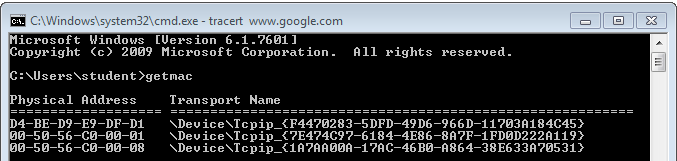 C:\Windows\system32\cmd.exe - tracert www.google.com
Microsoft Windows [Version 6.1.7601]
Copyright (c) 2009 Microsoft Corporation.  All rights reserved.
C:\Users\student>getmac
Physical Address    Transport Name
=================== ==========================================================
D4-BE-D9-E9-DF-D1   \Device\Tcpip_{F4470283-5DFD-49D6-966D-11703A184C45}
00-50-56-C0-00-01   \Device\Tcpip_{7E474C97-6184-4E86-8A7F-1FD0D222A119}
00-50-56-C0-00-08   \Device\Tcpip_{1A7AA00A-17AC-46B0-A864-38E633A70531}